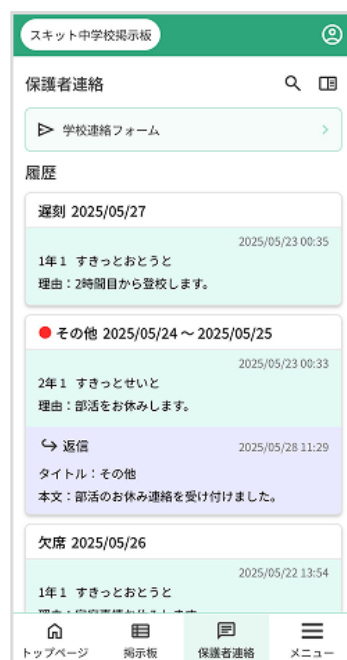 スキット中学校掲示板
保護者連絡
学校連絡フォーム
履歴
遅刻 2025/05/27
2025/05/23 00:35
1年1 すきっとおとうと
理由：2時間目から登校します。
その他 2025/05/24 ～ 2025/05/25
2025/05/23 00:33
2年1 すきっとせいと
理由：部活をお休みします。
返信 2025/05/28 11:29
タイトル：その他
本文：部活のお休み連絡を受け付けました。
欠席 2025/05/26
2025/05/22 13:54
1年1 すきっとおとうと
トップページ 掲示板 保護者連絡 メニュー